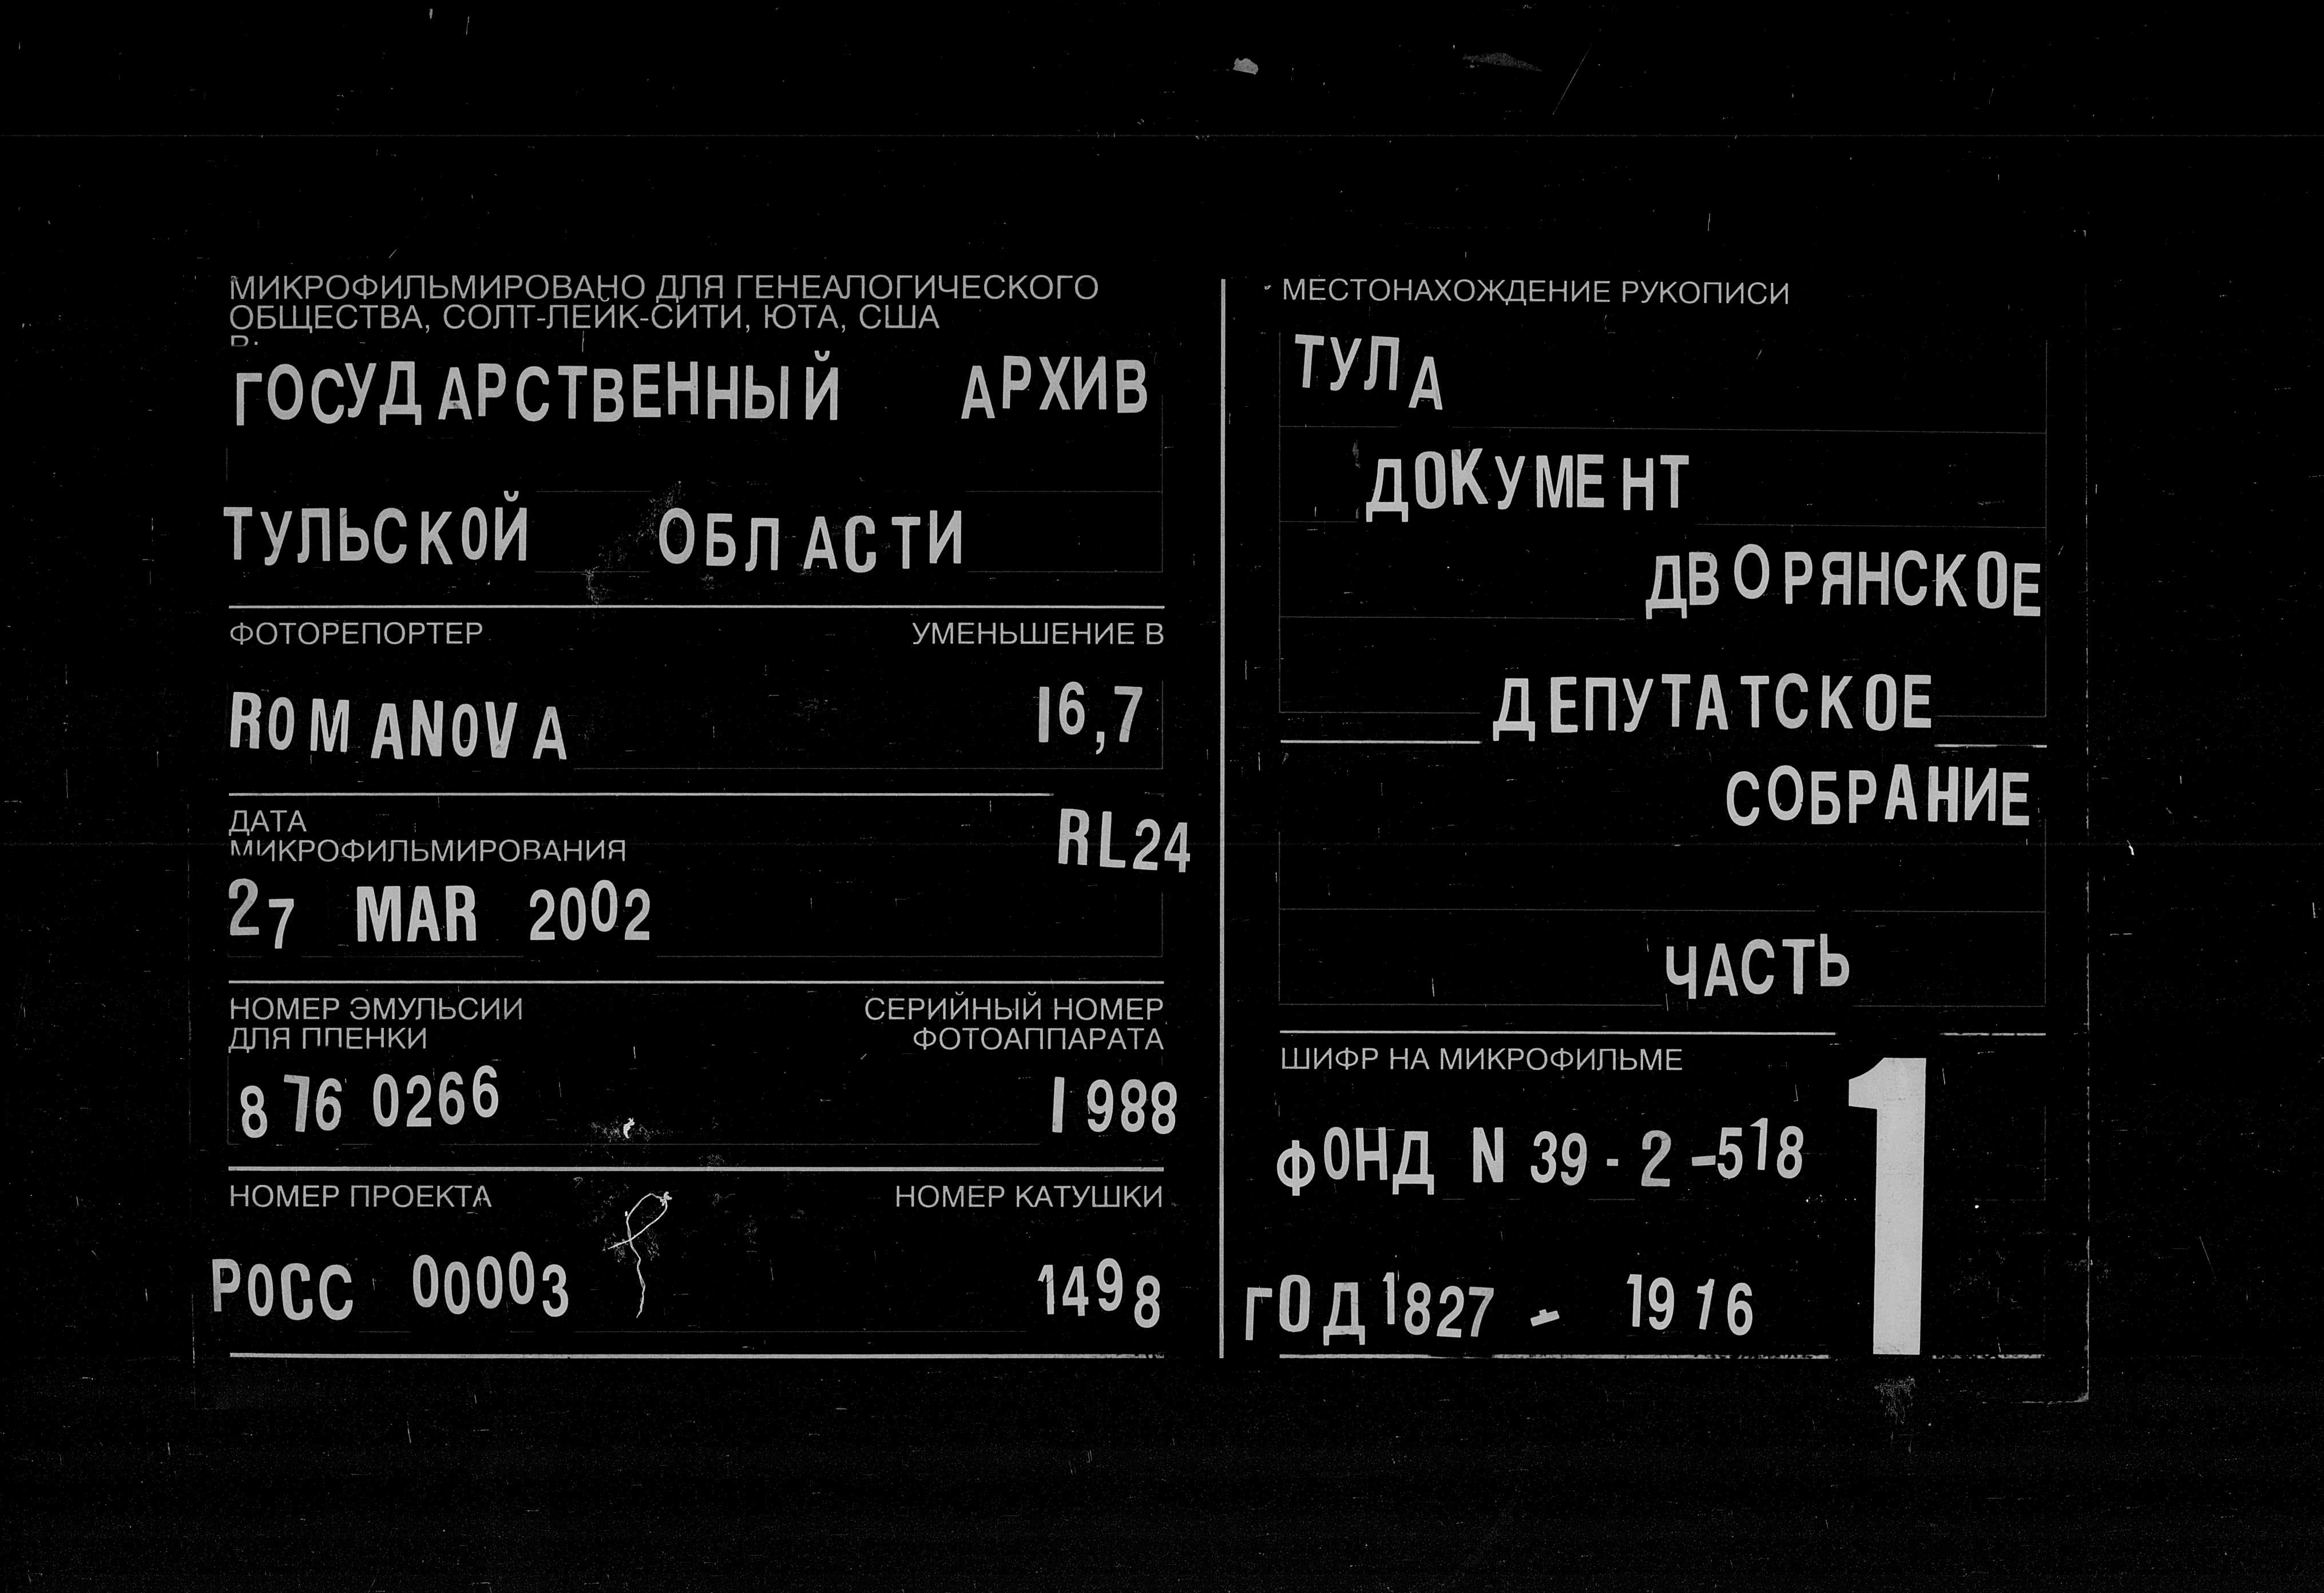 МИКРОФИЛЬМИРОВАНО ДЛЯ ГЕНЕАЛОГИЧЕСКОГО
ОБЩЕСТВА, СОЛТ-ЛЕЙК-СИТИ, ЮТА, США
В:
ГОСУДАРСТВЕННЫЙ АРХИВ
ТУЛЬСКОЙ ОБЛАСТИ
ФОТОРЕПОРТЕР УМЕНЬШЕНИЕ В
ROMANOVA 16,7
ДАТА
МИКРОФИЛЬМИРОВАНИЯ
RL24
27 MAR 2002
НОМЕР ЭМУЛЬСИИ СЕРИЙНЫЙ НОМЕР
ДЛЯ ПЛЕНКИ ФОТОАППАРАТА
876 0266 1988
НОМЕР ПРОЕКТА НОМЕР КАТУШКИ
РОСС 00003 1498
МЕСТОНАХОЖДЕНИЕ РУКОПИСИ
ТУЛА
ДОКУМЕНТ
ДВОРЯНСКОЕ
ДЕПУТАТСКОЕ
СОБРАНИЕ
ЧАСТЬ
1
ШИФР НА МИКРОФИЛЬМЕ
ФОНД N 39-2-518
ГОД 1827 - 1916